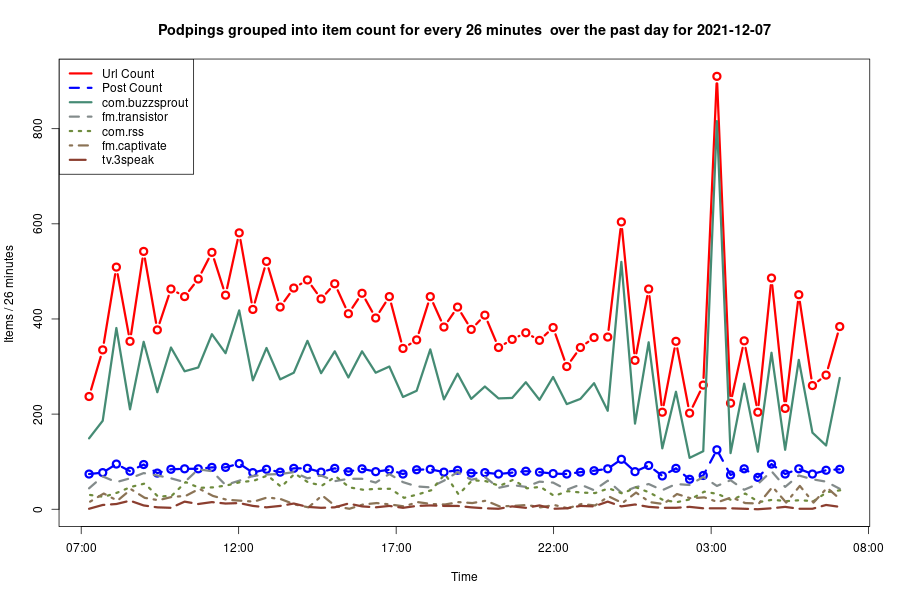 Podpings grouped into item count for every 26 minutes  over the past day for 2021-12-07
Url Count
Post Count
com.buzzsprout
fm.transistor
com.rss
fm.captivate
tv.3speak
800
600
400
200
0
Items / 26 minutes
07:00 12:00 17:00 22:00 03:00 08:00
Time